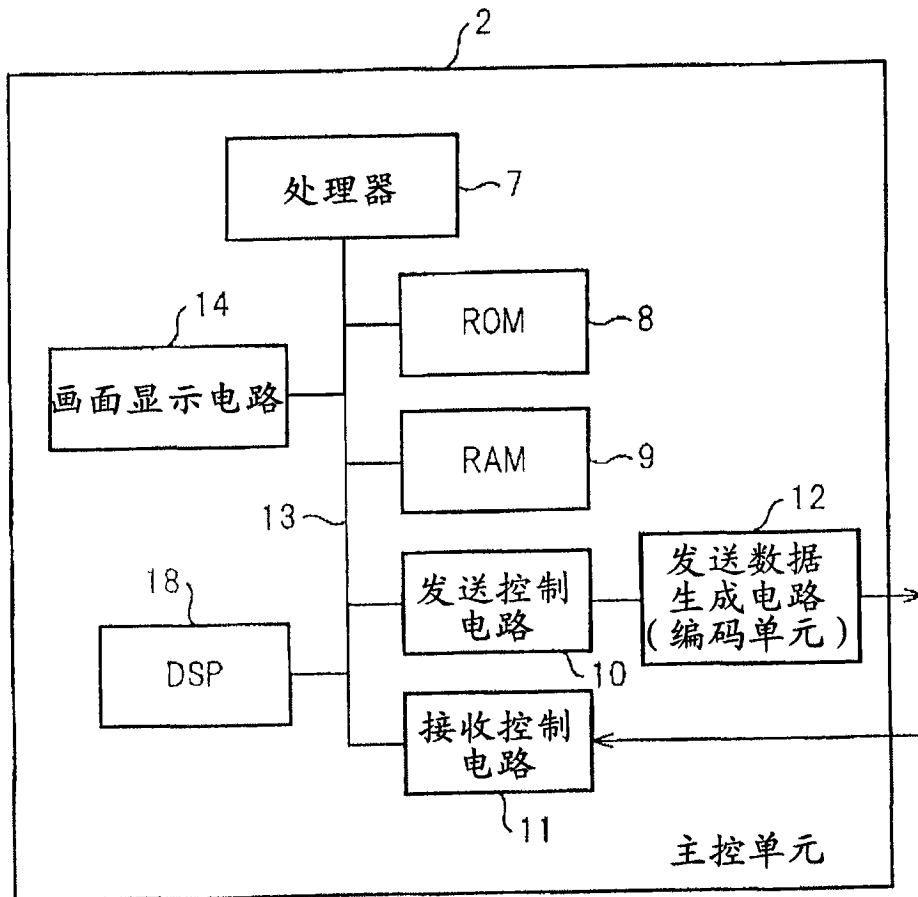 2
处理器
7
14
ROM
8
画面显示电路
RAM
9
13
12
18
发送控制
电路
发送数据
生成电路
(编码单元)
DSP
10
接收控制
电路
11
主控单元